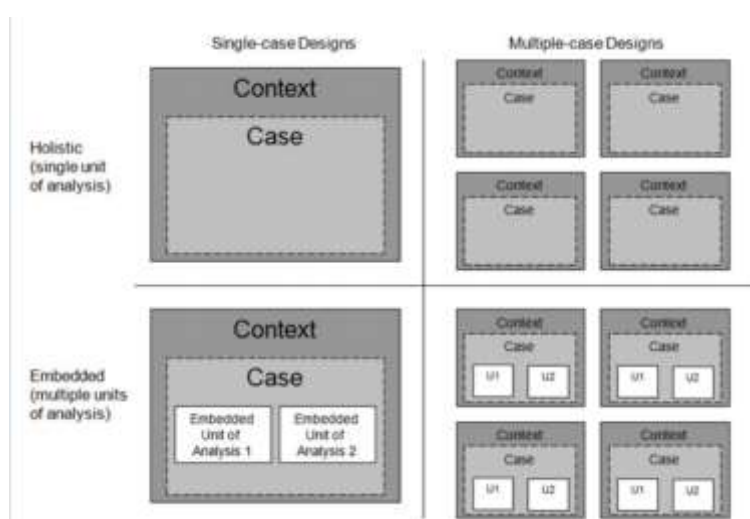 Single-case Designs
Multiple-case Designs
Holistic
(single unit
of analysis)
Context
Case
Context
Case
Context
Case
Context
Case
Context
Case
Embedded
(multiple units
of analysis)
Context
Case
Embedded
Unit of
Analysis 1
Embedded
Unit of
Analysis 2
Context
Case
U1 U2
Context
Case
U1 U2
Context
Case
U1 U2
Context
Case
U1 U2